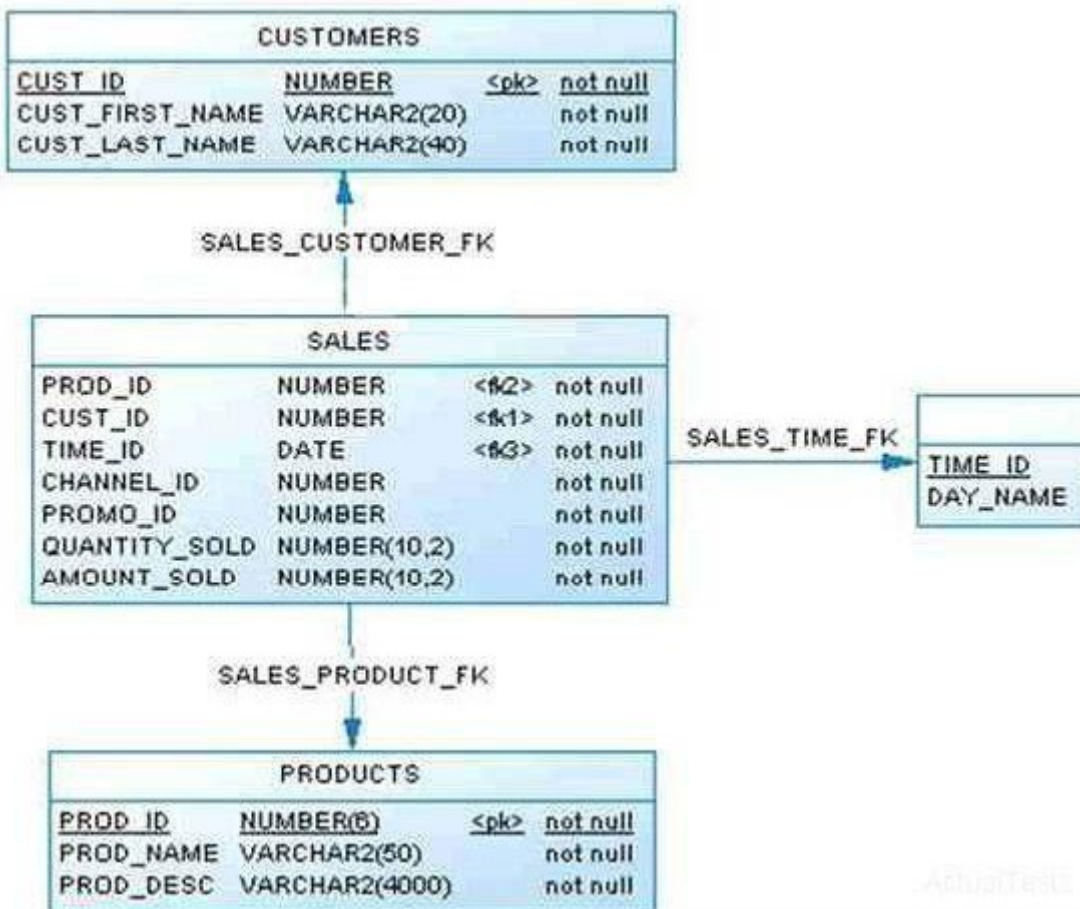 CUSTOMERS
CUST_ID NUMBER <pk> not null
CUST_FIRST_NAME VARCHAR2(20) not null
CUST_LAST_NAME VARCHAR2(40) not null
SALES_CUSTOMER_FK
SALES
PROD_ID NUMBER <fk2> not null
CUST_ID NUMBER <fk1> not null
TIME_ID DATE <fk3> not null
CHANNEL_ID NUMBER not null
PROMO_ID NUMBER not null
QUANTITY_SOLD NUMBER(10,2) not null
AMOUNT_SOLD NUMBER(10,2) not null
SALES_TIME_FK
TIME_ID
DAY_NAME
SALES_PRODUCT_FK
PRODUCTS
PROD_ID NUMBER(6) <pk> not null
PROD_NAME VARCHAR2(50) not null
PROD_DESC VARCHAR2(4000) not null
ActualTests